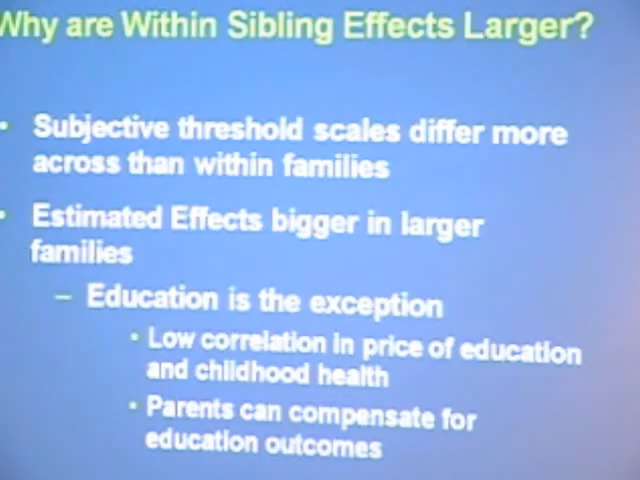 Why are Within Sibling Effects Larger?
• Subjective threshold scales differ more
across than within families
• Estimated Effects bigger in larger
families
– Education is the exception
• Low correlation in price of education
and childhood health
• Parents can compensate for
education outcomes